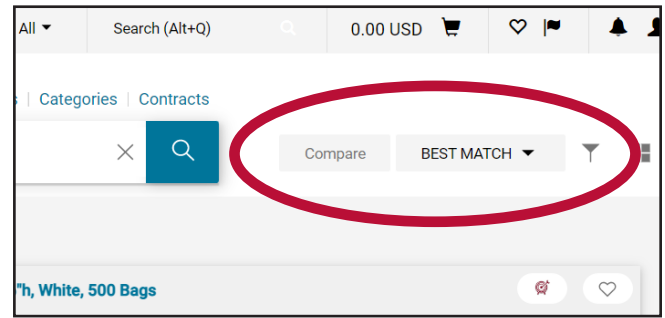 All Search (Alt+Q) 0.00 USD
Categories | Contracts
Compare BEST MATCH
"h, White, 500 Bags